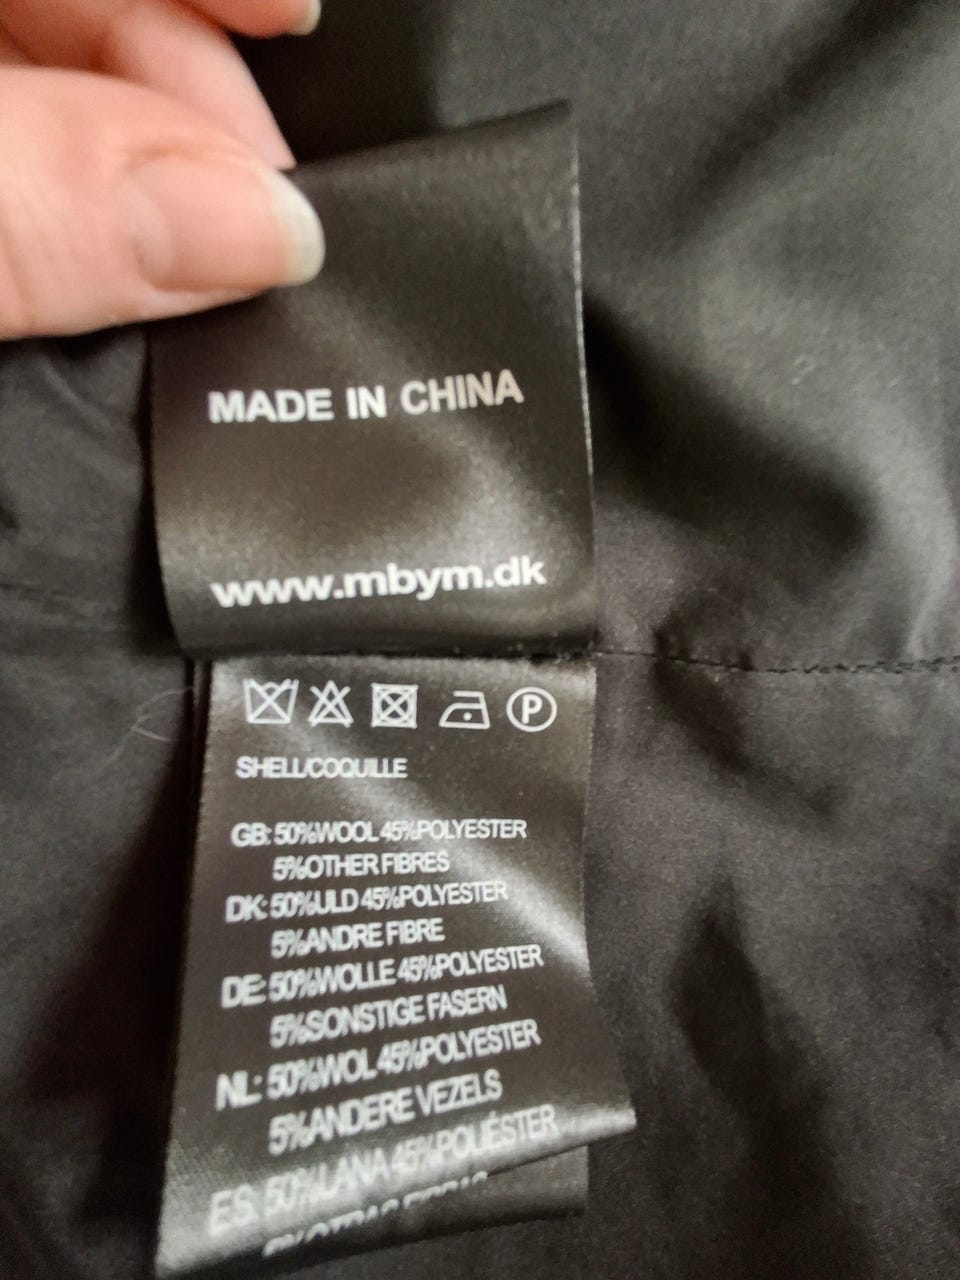 MADE IN CHINA
www.mbym.dk
P
SHELL/COQUILLE
GB: 50%WOOL 45%POLYESTER
5%OTHER FIBRES
DK: 50%ULD 45%POLYESTER
5%ANDRE FIBRE
DE: 50%WOLLE 45%POLYESTER
5%SONSTIGE FASERN
NL: 50%WOL 45%POLYESTER
5%ANDERE VEZELS
ES: 50%LANA 45%POLIÉSTER